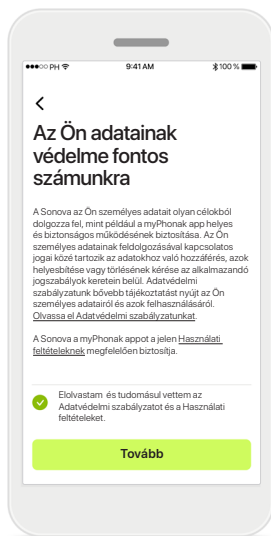 ●●●○○ PH 9:41 AM 100 %
Az Ön adatainak
védelme fontos
számunkra
A Sonova az Ön személyes adatait olyan célokból
dolgozza fel, mint például a myPhonak app helyes
és biztonságos működésének biztosítása. Az Ön
személyes adatainak feldolgozásával kapcsolatos
jogai közé tartozik az adatokhoz való hozzáférés, azok
helyesbítése vagy törlésének kérése az alkalmazandó
jogszabályok keretein belül. Adatvédelmi
szabályzatunk bővebb tájékoztatást nyújt az Ön
személyes adatairól és azok felhasználásáról.
Olvassa el Adatvédelmi szabályzatunkat.
A Sonova a myPhonak appot a jelen Használati
feltételeknek megfelelően biztosítja.
Elolvastam és tudomásul vettem az
Adatvédelmi szabályzatot és a Használati
feltételeket.
Tovább